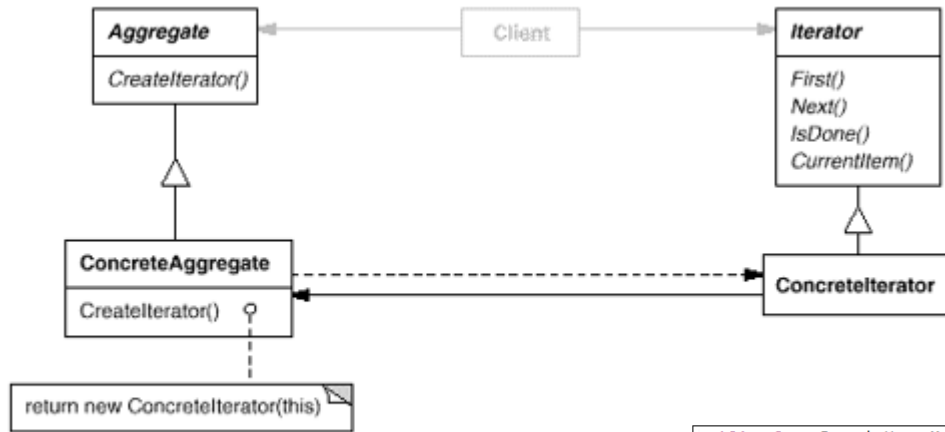 Aggregate
CreateIterator()
Client
Iterator
First()
Next()
IsDone()
CurrentItem()
ConcreteAggregate
CreateIterator()
ConcreteIterator
return new ConcreteIterator(this)